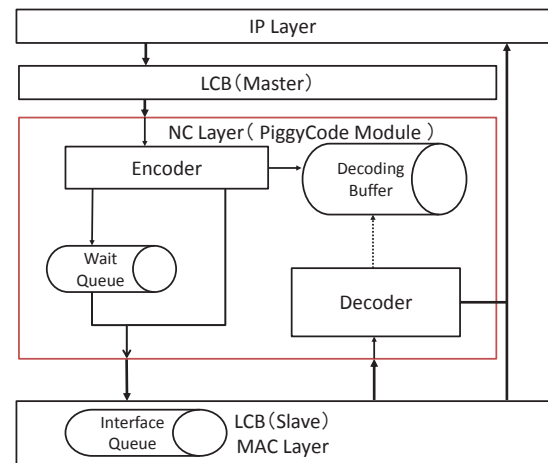 IP Layer
LCB(Master)
NC Layer( PiggyCode Module )
Encoder
Decoding
Buffer
Wait
Queue
Decoder
Interface
Queue
LCB(Slave)
MAC Layer